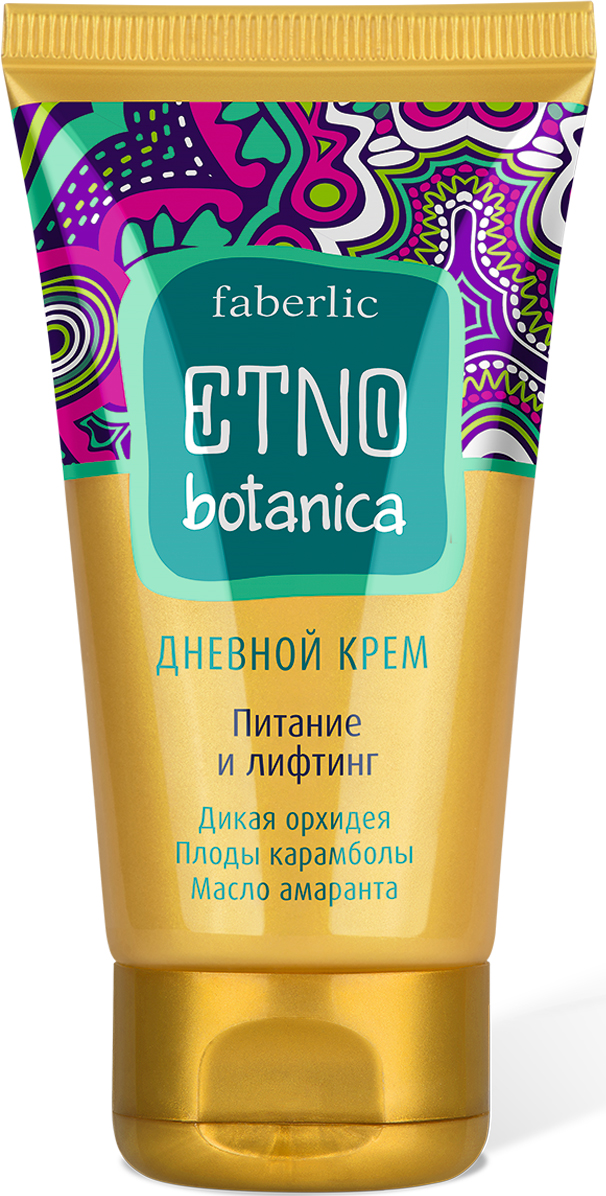 faberlic
ETNO
botanica
ДНЕВНОЙ КРЕМ
Питание
и лифтинг
Дикая орхидея
Плоды карамболы
Масло амаранта